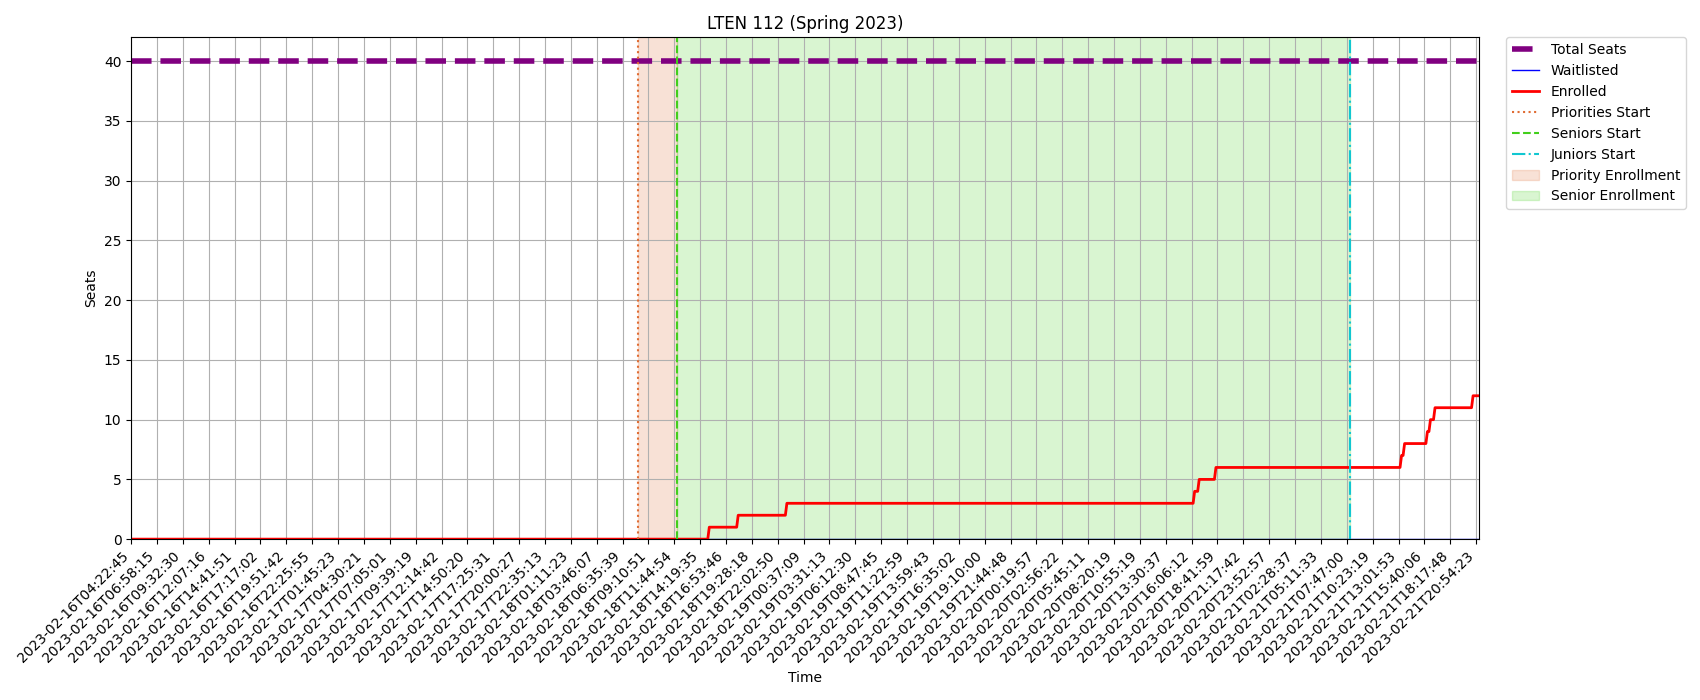 LTEN 112 (Spring 2023)
Seats
40
35
30
25
20
15
10
5
0
2023-02-16T04:22:45
2023-02-16T06:58:15
2023-02-16T09:32:30
2023-02-16T12:07:16
2023-02-16T14:41:51
2023-02-16T17:17:02
2023-02-16T19:51:42
2023-02-16T22:25:55
2023-02-17T01:45:23
2023-02-17T04:30:21
2023-02-17T07:05:01
2023-02-17T09:39:19
2023-02-17T12:14:42
2023-02-17T14:50:20
2023-02-17T17:25:31
2023-02-17T20:00:27
2023-02-17T22:35:13
2023-02-18T01:11:23
2023-02-18T03:46:07
2023-02-18T06:35:39
2023-02-18T09:10:51
2023-02-18T11:44:54
2023-02-18T14:19:35
2023-02-18T16:53:46
2023-02-18T19:28:18
2023-02-18T22:02:50
2023-02-19T00:37:09
2023-02-19T03:31:13
2023-02-19T06:12:30
2023-02-19T08:47:45
2023-02-19T11:22:59
2023-02-19T13:59:43
2023-02-19T16:35:02
2023-02-19T19:10:00
2023-02-19T21:44:48
2023-02-20T00:19:57
2023-02-20T02:56:22
2023-02-20T05:45:11
2023-02-20T08:20:19
2023-02-20T10:55:19
2023-02-20T13:30:37
2023-02-20T16:06:12
2023-02-20T18:41:59
2023-02-20T21:17:42
2023-02-20T23:52:57
2023-02-21T02:28:37
2023-02-21T05:11:33
2023-02-21T07:47:00
2023-02-21T10:23:19
2023-02-21T13:01:53
2023-02-21T15:40:06
2023-02-21T18:17:48
2023-02-21T20:54:23
Time
Total Seats
Waitlisted
Enrolled
Priorities Start
Seniors Start
Juniors Start
Priority Enrollment
Senior Enrollment